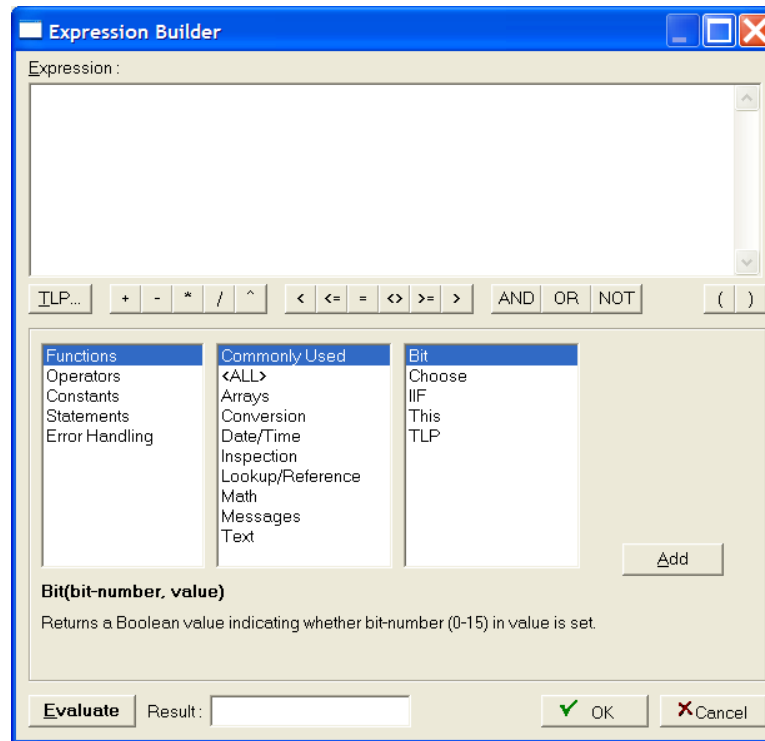 Expression Builder
Expression :
TLP... + - * / ^ < <= = <> >= > AND OR NOT ( )
Functions
Operators
Constants
Statements
Error Handling
Commonly Used
<ALL>
Arrays
Conversion
Date/Time
Inspection
Lookup/Reference
Math
Messages
Text
Bit
Choose
IIF
This
TLP
Add
Bit(bit-number, value)
Returns a Boolean value indicating whether bit-number (0-15) in value is set.
Evaluate Result : OK Cancel